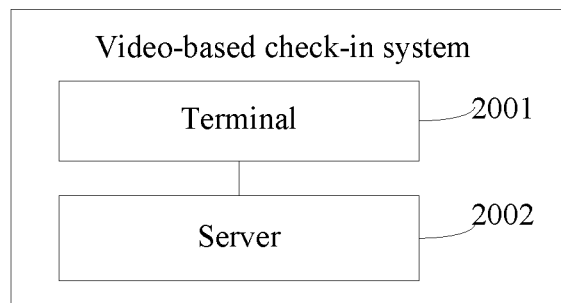 Video-based check-in system
Terminal
2001
Server
2002